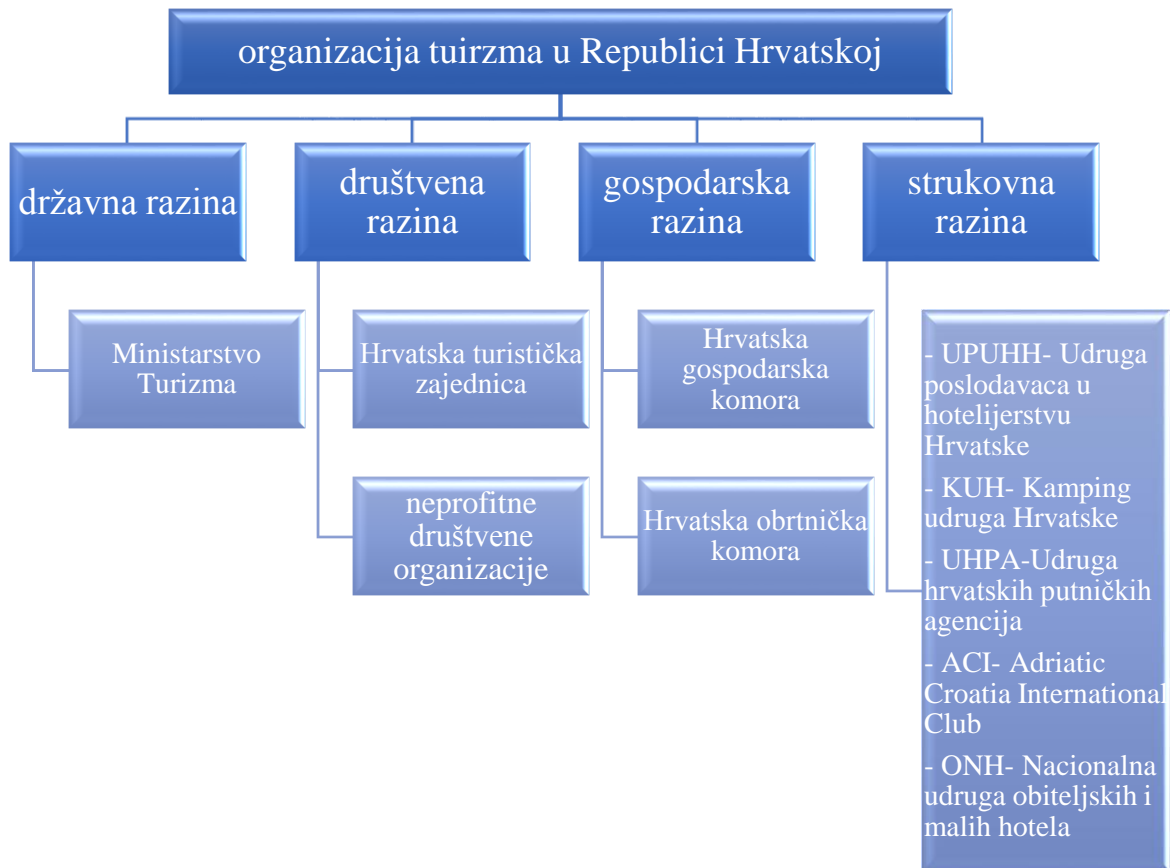 organizacija tuirzma u Republici Hrvatskoj
državna razina
društvena
razina
gospodarska
razina
strukovna
razina
Ministarstvo
Turizma
Hrvatska turistička
zajednica
neprofitne
društvene
organizacije
Hrvatska
gospodarska
komora
Hrvatska obrtnička
komora
- UPUHH- Udruga
poslodavaca u
hotelijerstvu
Hrvatske
- KUH- Kamping
udruga Hrvatske
- UHPA-Udruga
hrvatskih putničkih
agencija
- ACI- Adriatic
Croatia International
Club
- ONH- Nacionalna
udruga obiteljskih i
malih hotela